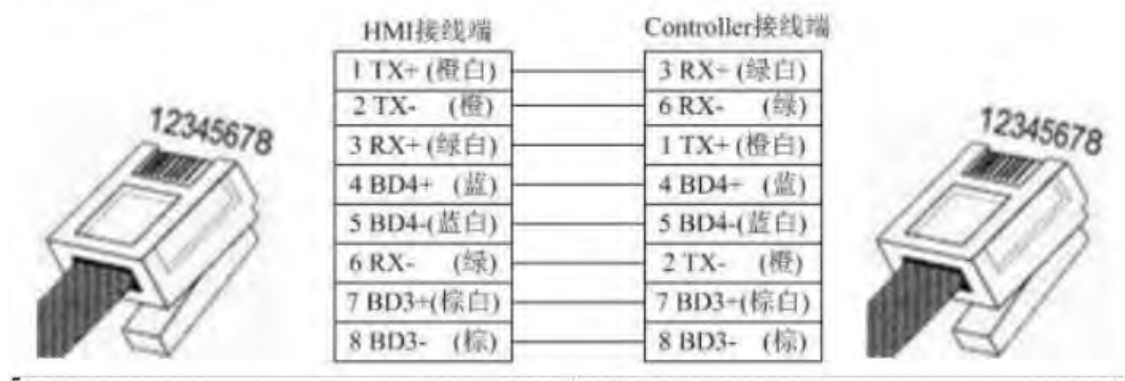 HMI接线端
Controller接线端
1 TX+ (橙白)
3 RX+ (绿白)
2 TX- (橙)
6 RX- (绿)
3 RX+ (绿白)
1 TX+ (橙白)
4 BD4+ (蓝)
4 BD4+ (蓝)
5 BD4-(蓝白)
5 BD4-(蓝白)
6 RX- (绿)
2 TX- (橙)
7 BD3+(棕白)
7 BD3+(棕白)
8 BD3- (棕)
8 BD3- (棕)
12345678
12345678